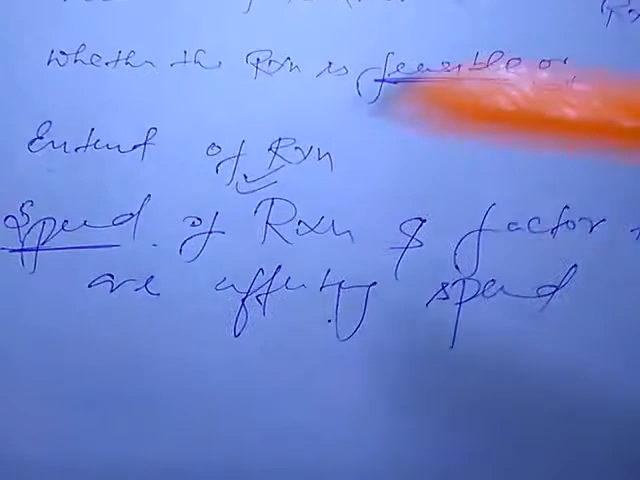 Whether the Rxn is feasible or
Extent of Rxn
Speed of Rxn & factor
are affecting speed